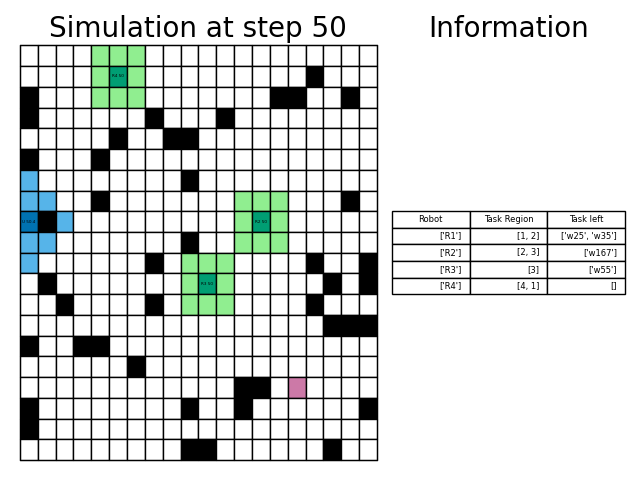 Simulation at step 50
Information
Robot Task Region Task left
['R1'] [1, 2] ['w25', 'w35']
['R2'] [2, 3] ['w167']
['R3'] [3] ['w55']
['R4'] [4, 1] []